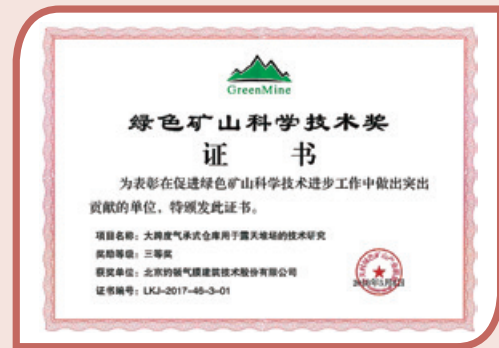 GreenMine
绿色矿山科学技术奖
证 书
为表彰在促进绿色矿山科学技术进步工作中做出突出
贡献的单位，特颁发此证书。
项目名称：大跨度气承式仓库用于露天堆场的技术研究
奖励等级：三等奖
获奖单位：北京约顿气膜建筑技术股份有限公司
证书编号：LKJ-2017-46-3-01